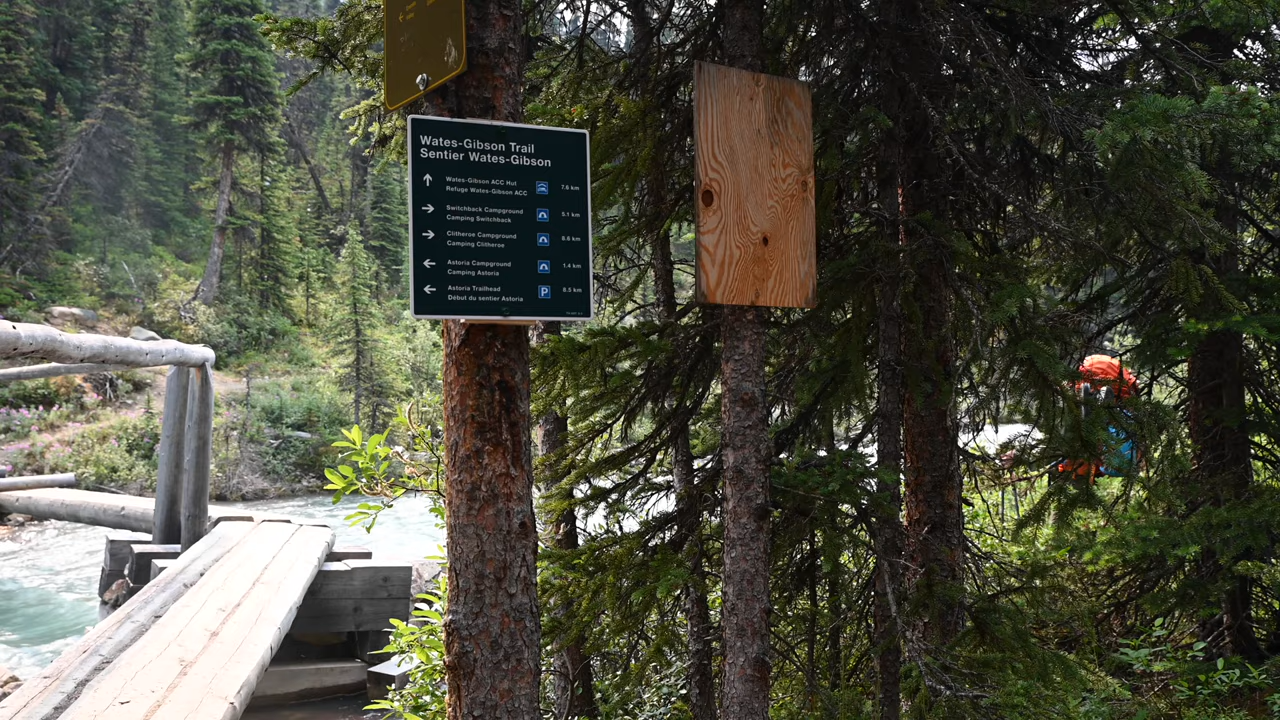 Wates-Gibson Trail
Sentier Wates-Gibson
Wates-Gibson ACC Hut
Refuge Wates-Gibson ACC
7.6 km
Switchback Campground
Camping Switchback
5.1 km
Clitheroe Campground
Camping Clitheroe
6.6 km
Astoria Campground
Camping Astoria
1.4 km
Astoria Trailhead
Début du sentier Astoria
P
8.5 km